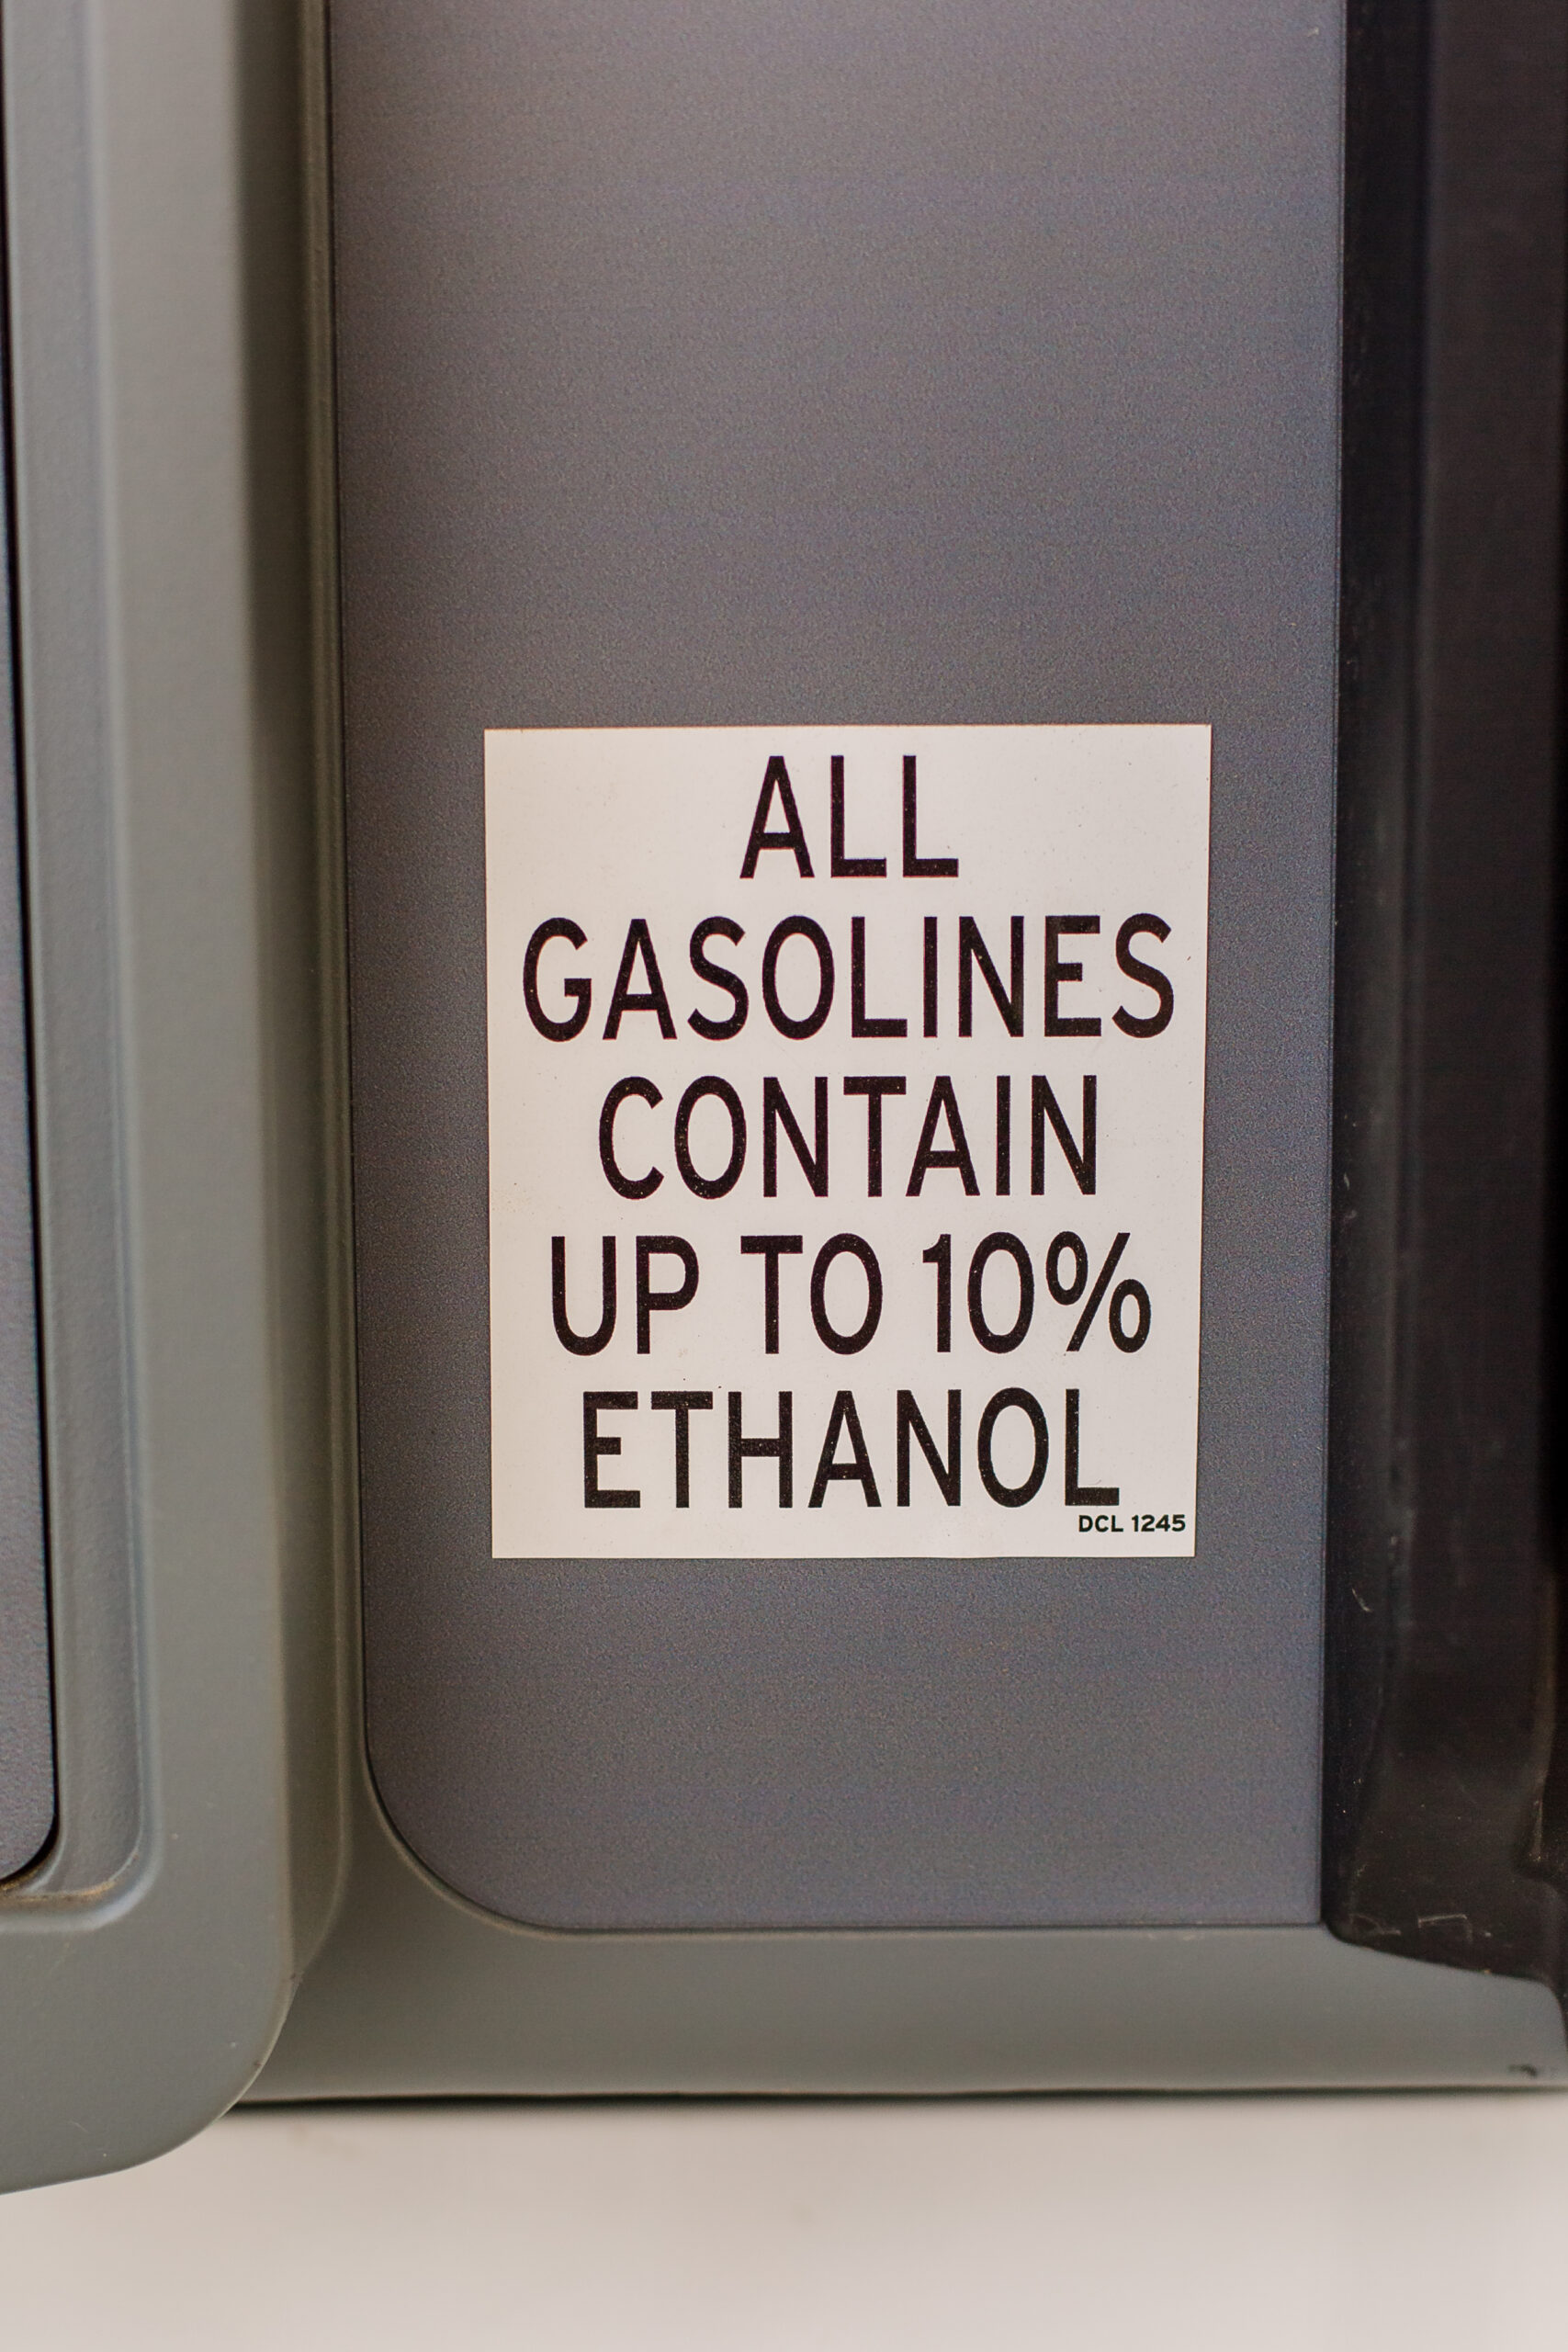 ALL
GASOLINES
CONTAIN
UP TO 10%
ETHANOL
DCL 1245